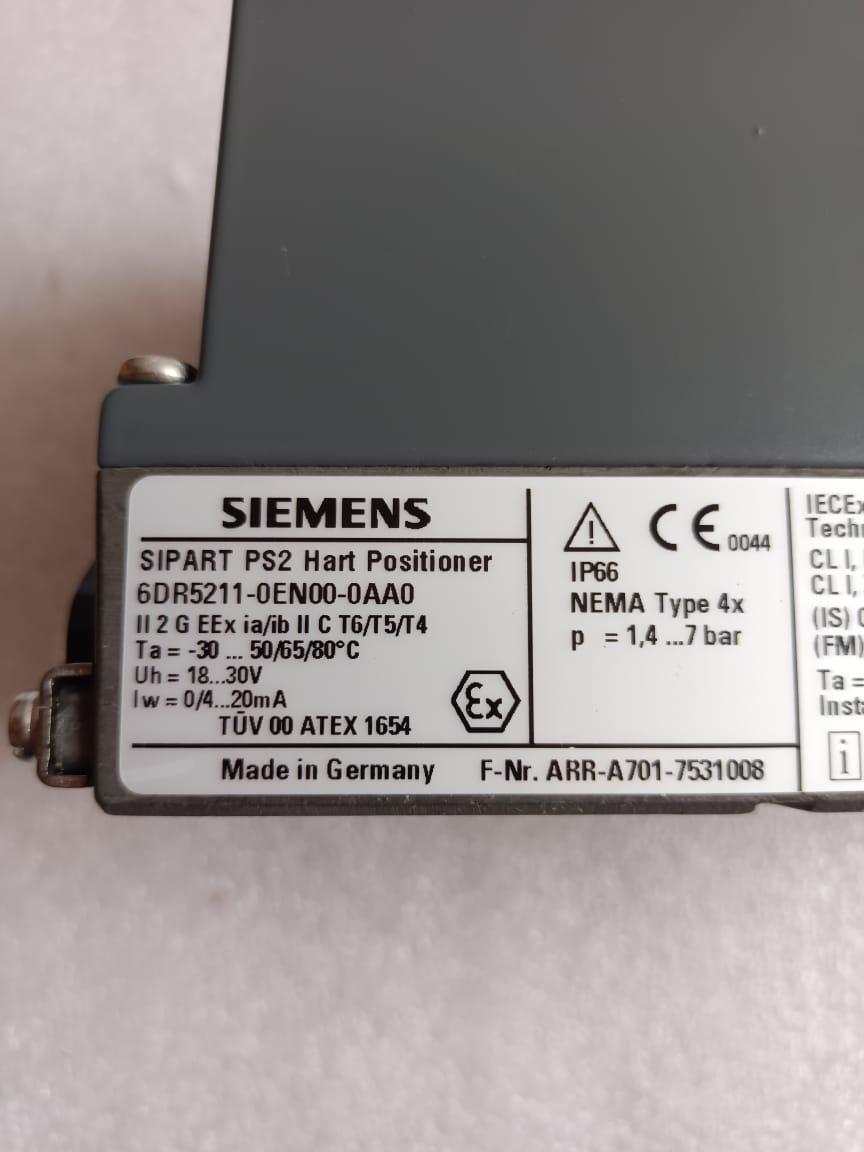 SIEMENS
SIPART PS2 Hart Positioner
6DR5211-0EN00-0AA0
II 2 G EEx ia/ib II C T6/T5/T4
Ta = -30 ... 50/65/80°C
Uh = 18...30V
Iw = 0/4...20mA
TÜV 00 ATEX 1654
Ex
CE 0044
IP66
NEMA Type 4x
p = 1,4 ...7 bar
Made in Germany F-Nr. ARR-A701-7531008
IECEx
CL I,
CL I,
(IS)
(FM)
Ta =
i